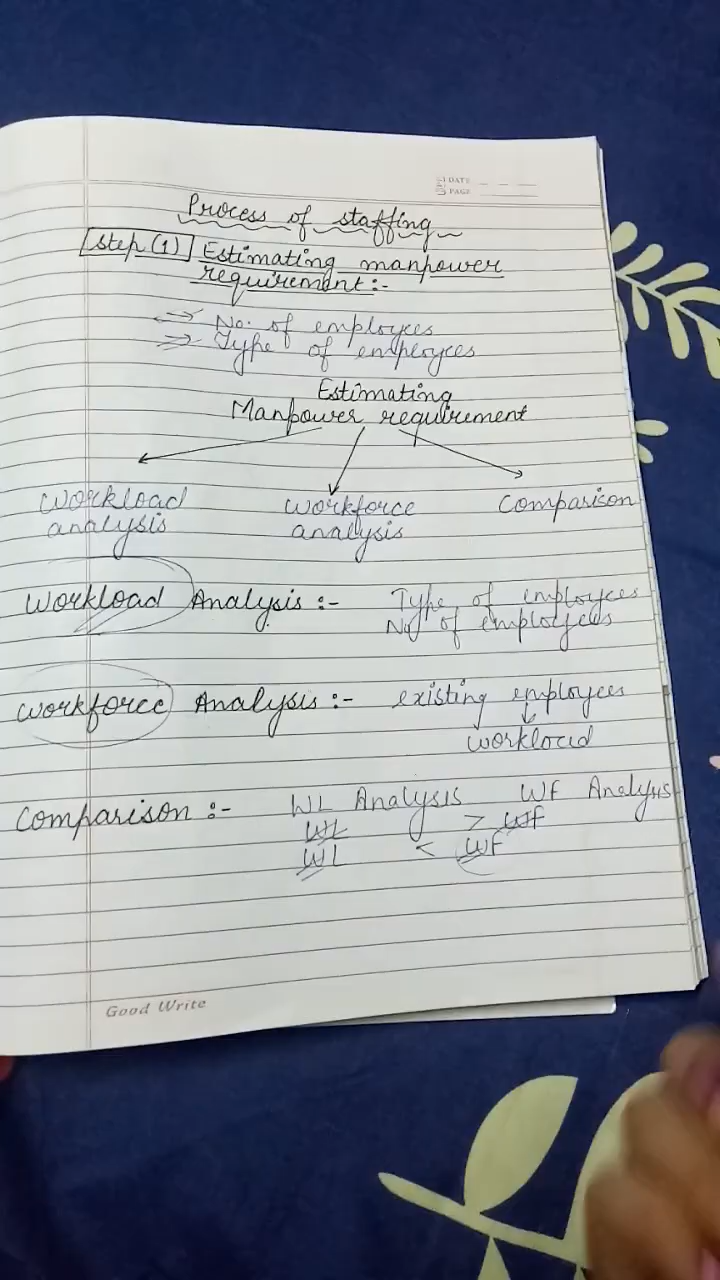 DATE
PAGE
Process of staffing
Step (1) Estimating manpower
requirement:-
No. of employees
Type of employees
Estimating
Manpower requirement
Workload analysis
Workforce analysis
Comparison
Workload Analysis :- Type of employees
No of employees
Workforce Analysis :- existing employees
workload
Comparison :- WL Analysis WF Analysis
WL > WF
WL < WF
Good Write